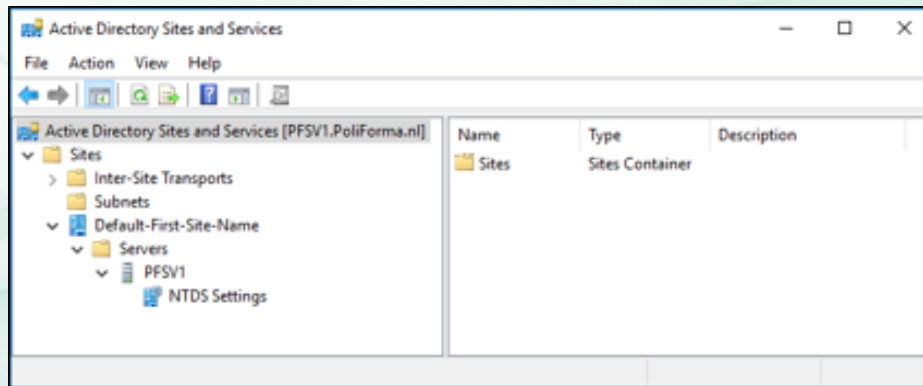 Active Directory Sites and Services
File Action View Help
Active Directory Sites and Services [PFSV1.PoliForma.nl]
Sites
Inter-Site Transports
Subnets
Default-First-Site-Name
Servers
PFSV1
NTDS Settings
Name Type Description
Sites Sites Container